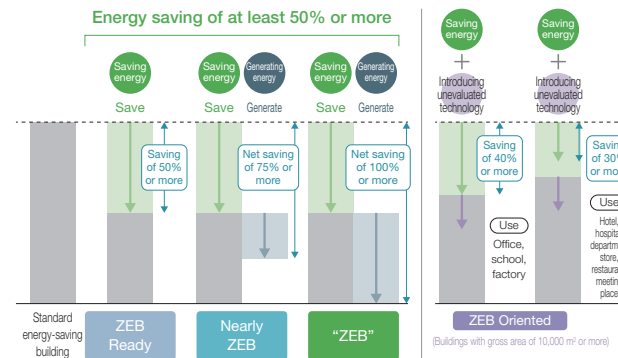 Energy saving of at least 50% or more
Saving
energy
Save
Saving
energy
Save
Generating
energy
Generate
Saving
energy
Save
Generating
energy
Generate
Saving
of 50%
or more
Net saving
of 75% or
more
Net saving
of 100%
or more
Standard
energy-saving
building
ZEB
Ready
Nearly
ZEB
“ZEB”
Saving
energy
+
Introducing
unevaluated
technology
Saving
energy
+
Introducing
unevaluated
technology
Saving
of 40%
or more
Use
Office,
school,
factory
of 30
ZEB Oriented
(Buildings with gross area of 10,000 m² or more)